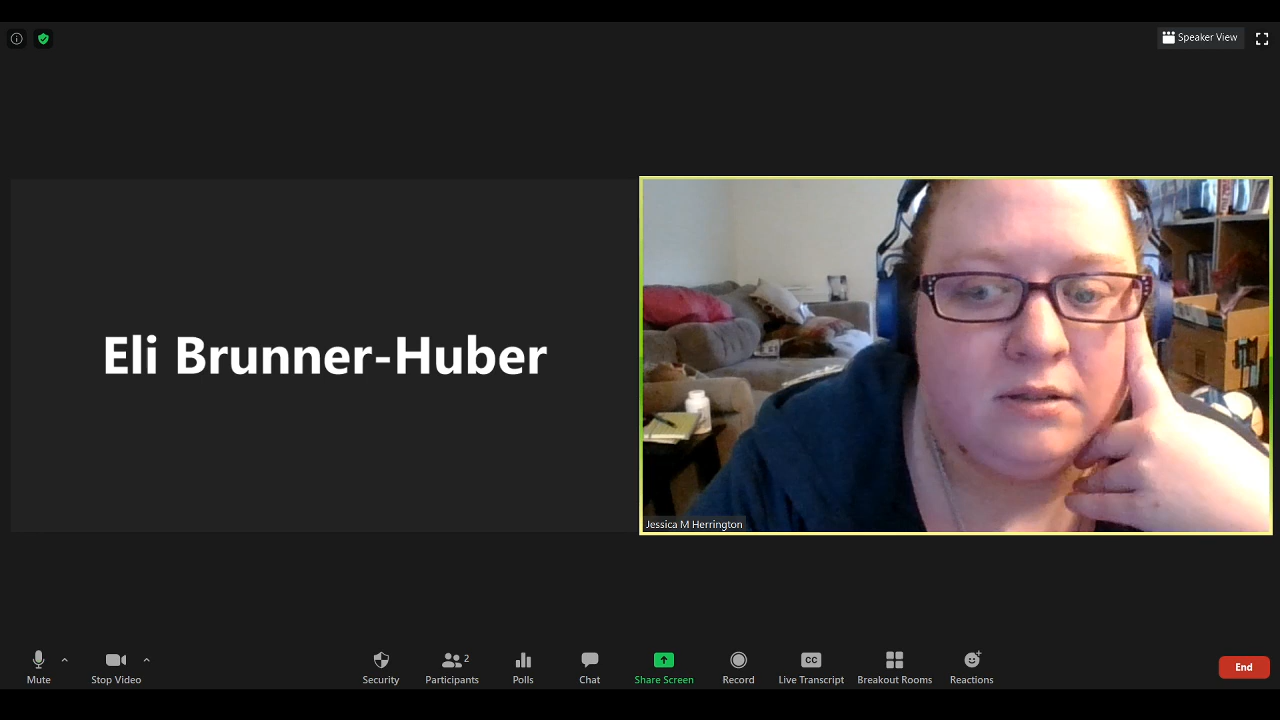 Speaker View
Eli Brunner-Huber
Jessica M Herrington
Mute
Stop Video
Security
Participants
2
Polls
Chat
Share Screen
Record
CC
Live Transcript
Breakout Rooms
Reactions
End